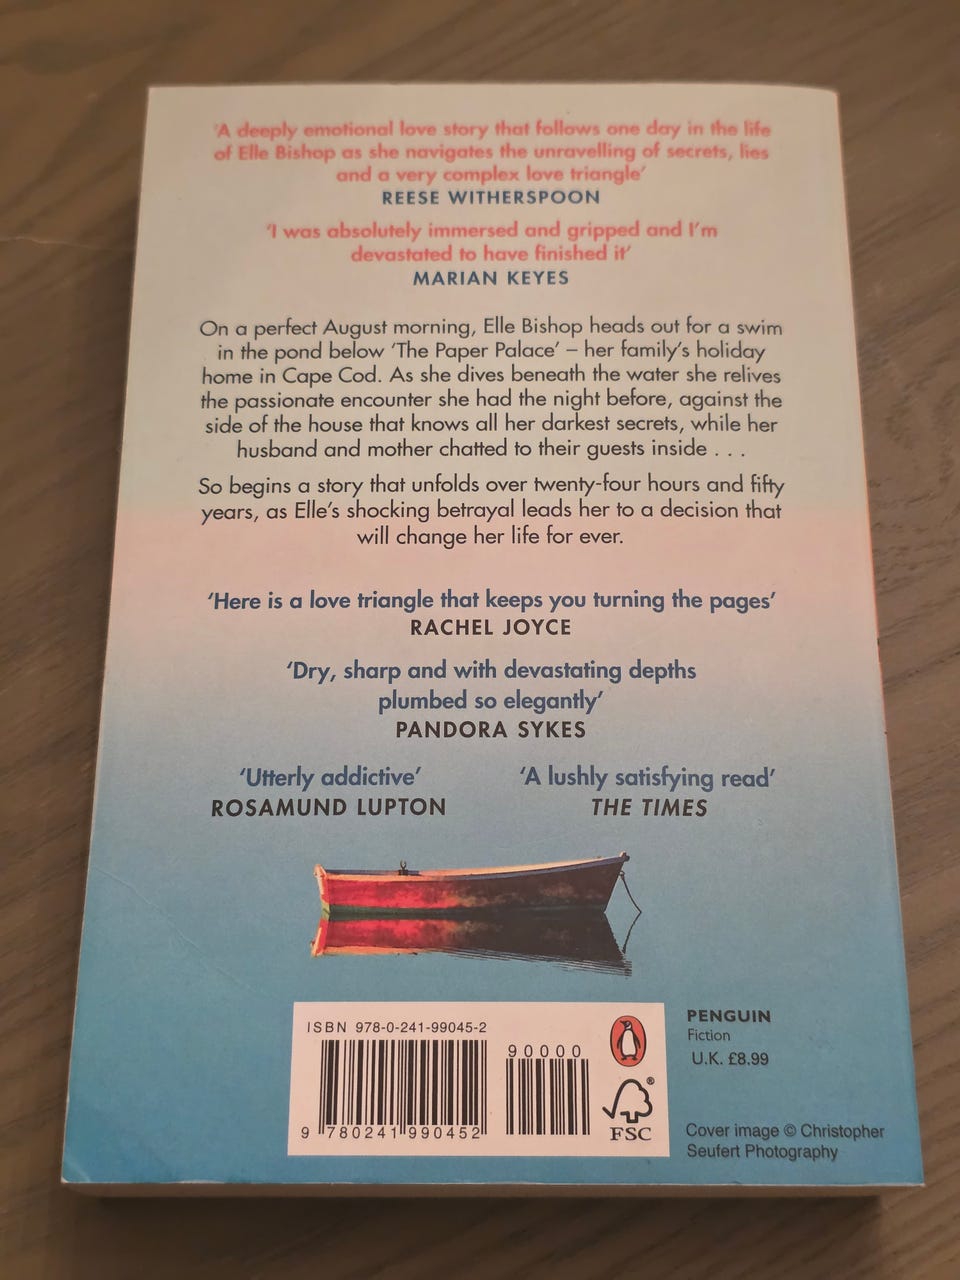 'A deeply emotional love story that follows one day in the life
of Elle Bishop as she navigates the unravelling of secrets, lies
and a very complex love triangle'
REESE WITHERSPOON
'I was absolutely immersed and gripped and I'm
devastated to have finished it'
MARIAN KEYES
On a perfect August morning, Elle Bishop heads out for a swim
in the pond below 'The Paper Palace' – her family's holiday
home in Cape Cod. As she dives beneath the water she relives
the passionate encounter she had the night before, against the
side of the house that knows all her darkest secrets, while her
husband and mother chatted to their guests inside . . .
So begins a story that unfolds over twenty-four hours and fifty
years, as Elle's shocking betrayal leads her to a decision that
will change her life for ever.
'Here is a love triangle that keeps you turning the pages'
RACHEL JOYCE
'Dry, sharp and with devastating depths
plumbed so elegantly'
PANDORA SYKES
'Utterly addictive'
ROSAMUND LUPTON
'A lushly satisfying read'
THE TIMES
ISBN 978-0-241-99045-2
90000
9 780241 990452
FSC
®
PENGUIN
Fiction
U.K. £8.99
Cover image © Christopher
Seufert Photography